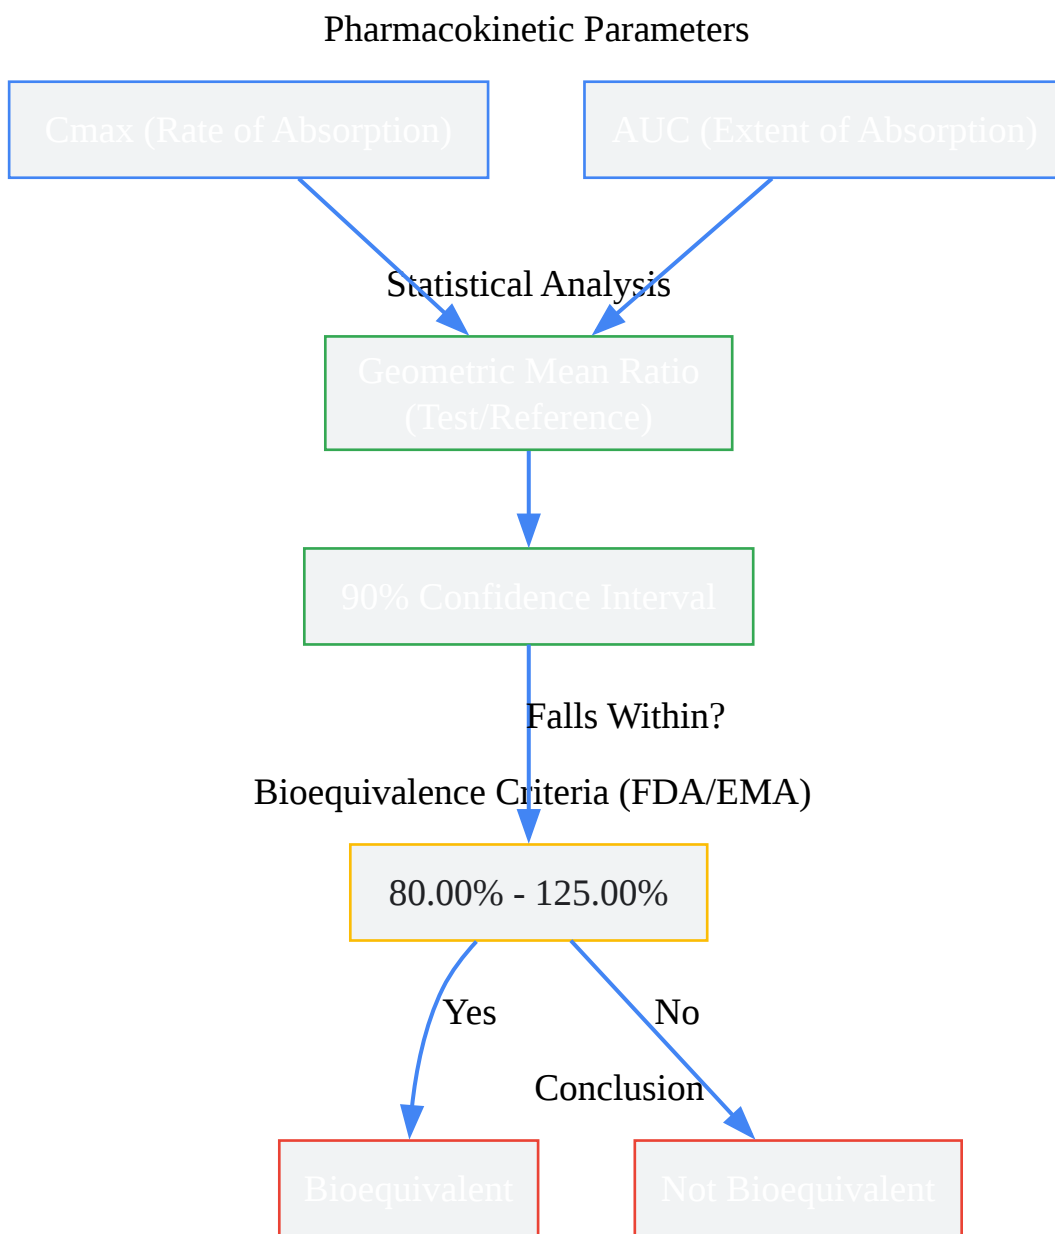 Pharmacokinetic Parameters
Cmax (Rate of Absorption)
AUC (Extent of Absorption)
Statistical Analysis
Geometric Mean Ratio
(Test/Reference)
90% Confidence Interval
Falls Within?
Bioequivalence Criteria (FDA/EMA)
80.00% - 125.00%
Yes
No
Conclusion
Bioequivalent
Not Bioequivalent